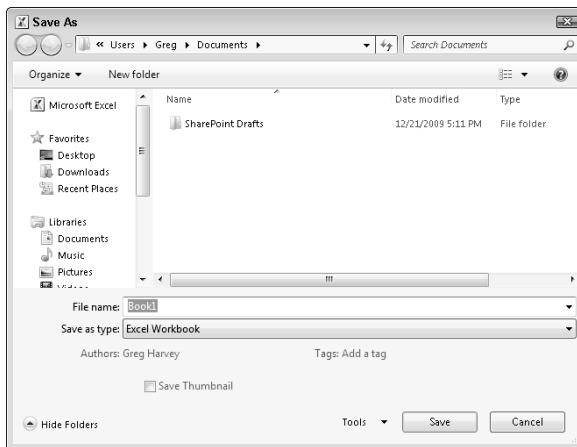 Save As
« Users Greg Documents
Search Documents
Organize New folder
Microsoft Excel
Favorites
Desktop
Downloads
Recent Places
Libraries
Documents
Music
Pictures
Name Date modified Type
SharePoint Drafts 12/21/2009 5:11 PM File folder
File name: Book1
Save as type: Excel Workbook
Authors: Greg Harvey Tags: Add a tag
Save Thumbnail
Hide Folders Tools Save Cancel